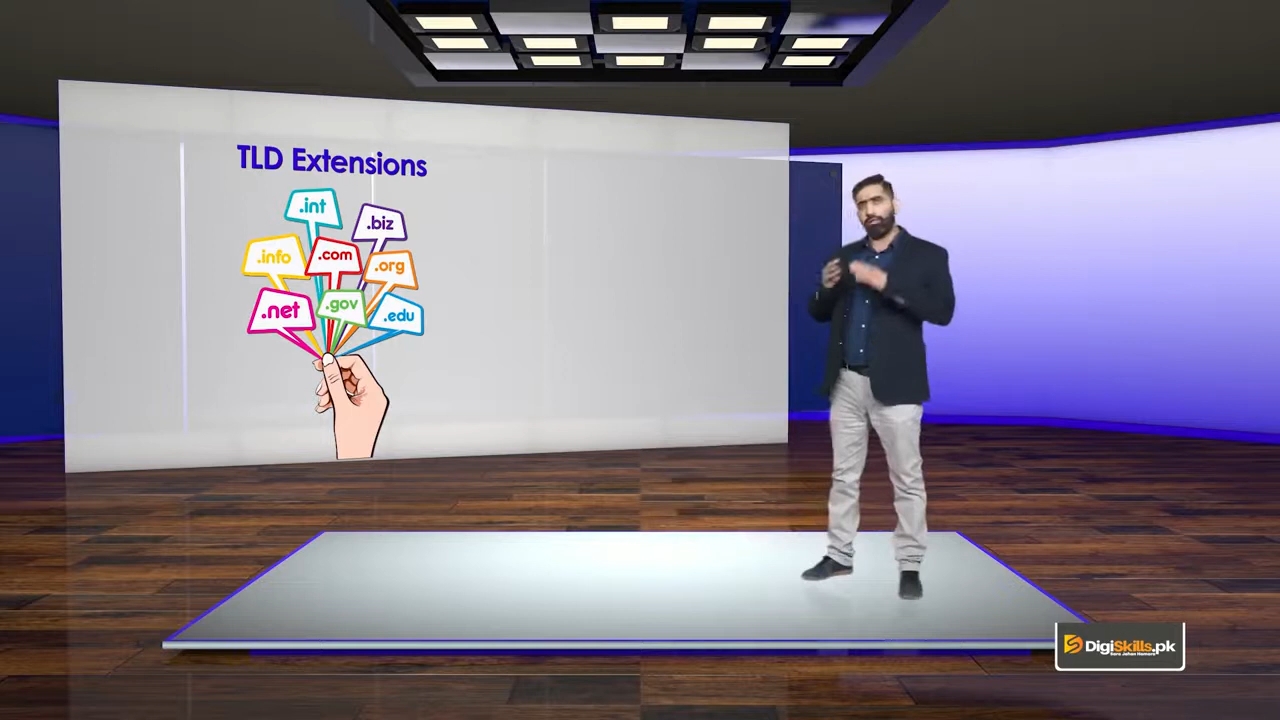 TLD Extensions
.int
.biz
.info
.com
.org
.net
.gov
.edu
DigiSkills.pk